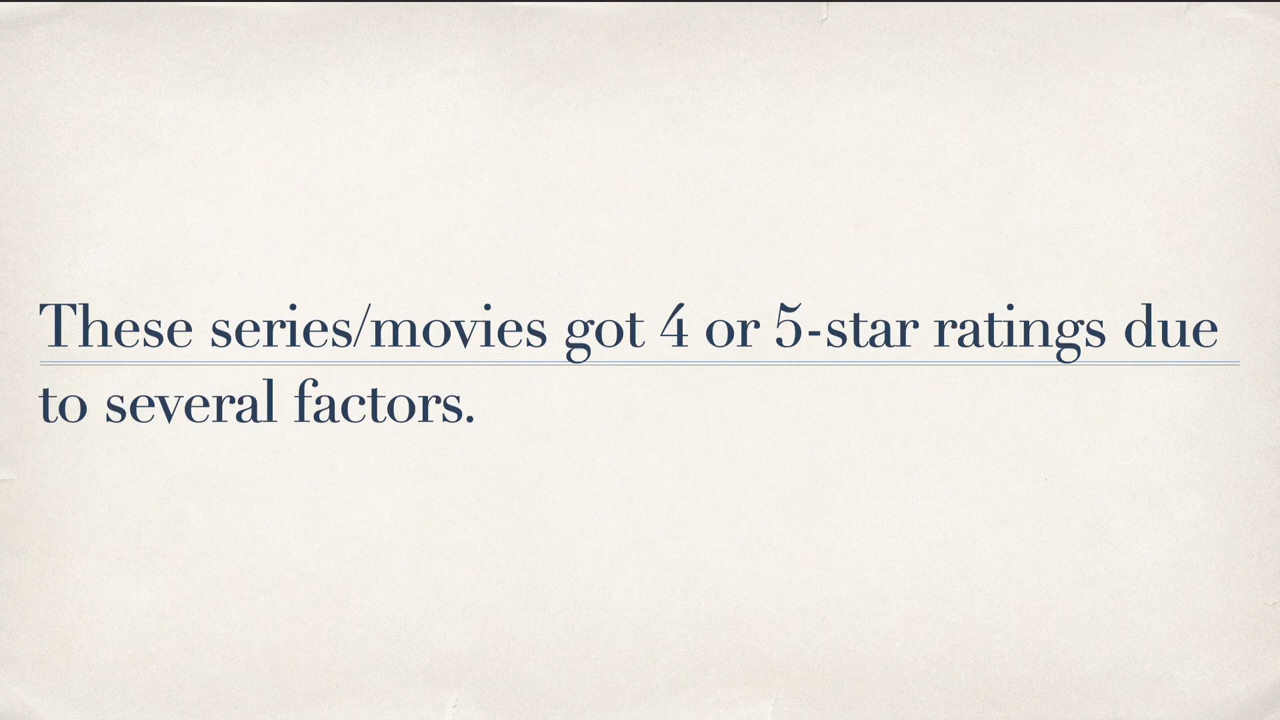 These series/movies got 4 or 5-star ratings due
to several factors.